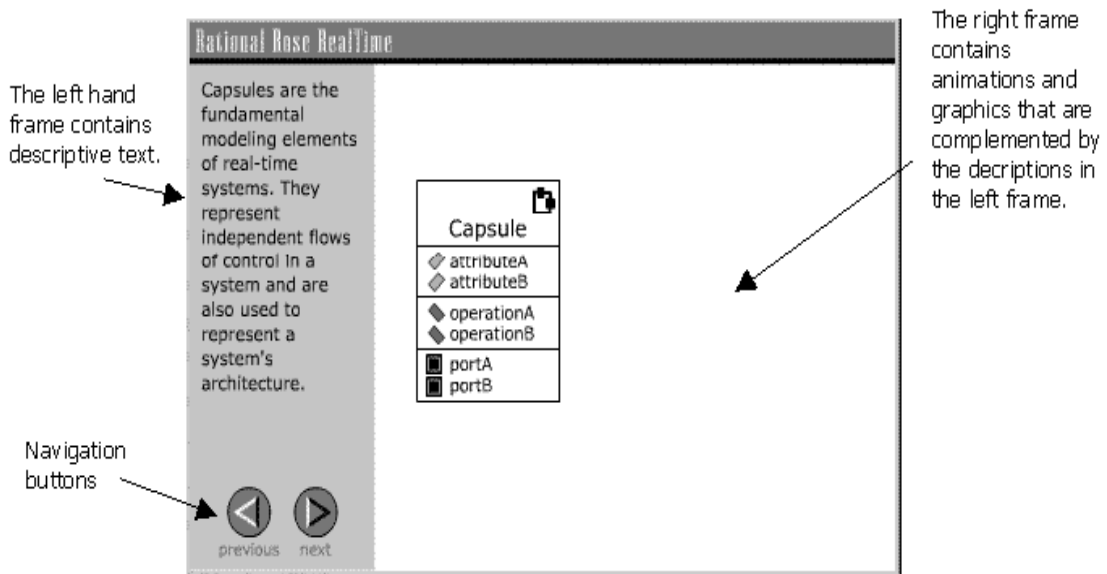 Rational Rose RealTime
The left hand
frame contains
descriptive text.
Capsules are the
fundamental
modeling elements
of real-time
systems. They
represent
independent flows
of control in a
system and are
also used to
represent a
system's
architecture.
Navigation
buttons
previous next
Capsule
attributeA
attributeB
operationA
operationB
portA
portB
The right frame
contains
animations and
graphics that are
complemented by
the decriptions in
the left frame.